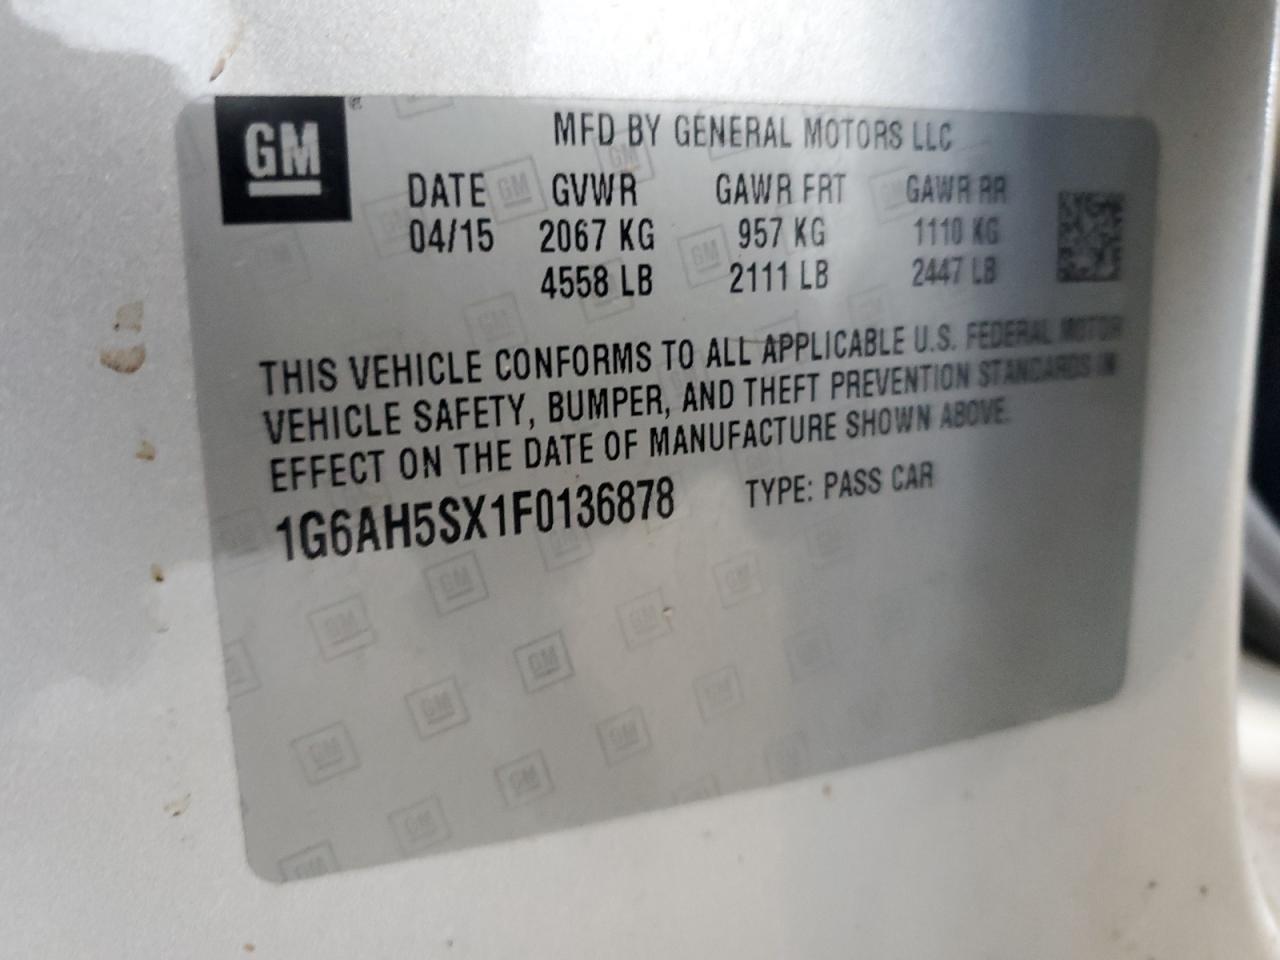 GM
MFD BY GENERAL MOTORS LLC
DATE GVWR GAWR FRT GAWR RR
04/15 2067 KG 957 KG 1110 KG
4558 LB 2111 LB 2447 LB
THIS VEHICLE CONFORMS TO ALL APPLICABLE U.S. FEDERAL MOTOR
VEHICLE SAFETY, BUMPER, AND THEFT PREVENTION STANDARDS IN
EFFECT ON THE DATE OF MANUFACTURE SHOWN ABOVE.
1G6AH5SX1F0136878 TYPE: PASS CAR